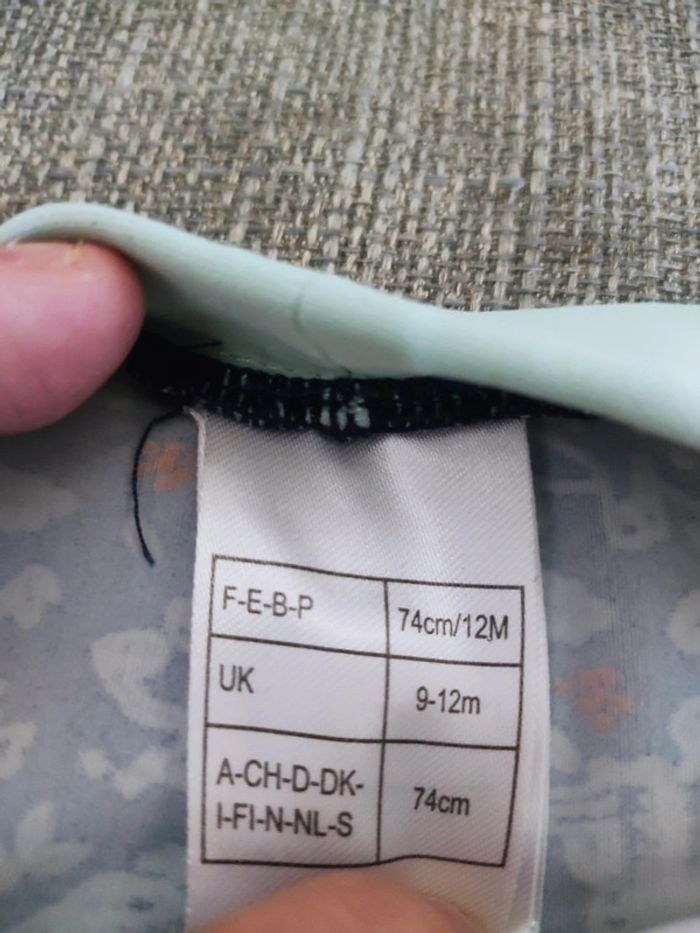 F-E-B-P 74cm/12M
UK 9-12m
A-CH-D-DK- 74cm
I-FI-N-NL-S